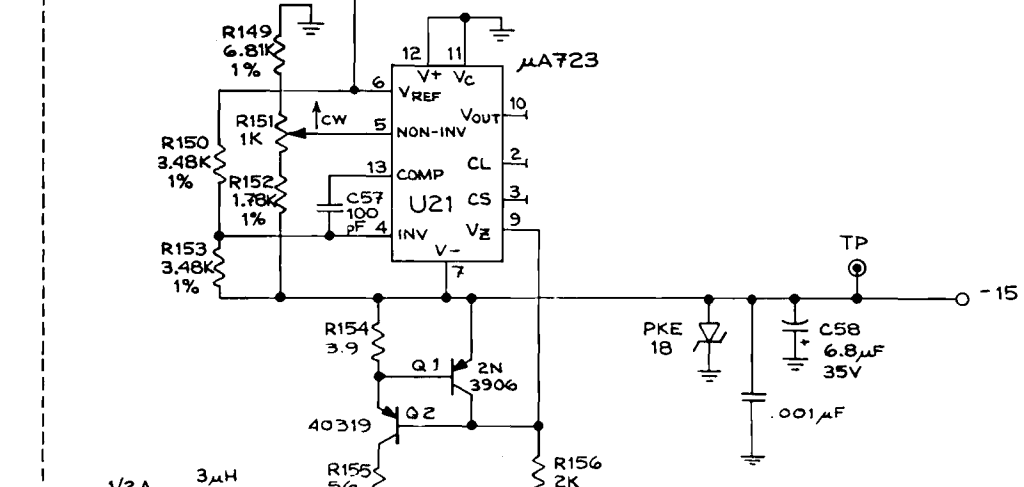 R149
6.81K
1%
12
11
V+
VC
µA723
6
VREF
R151
1K
CW
5
NON-INV
VOUT
10
R150
3.48K
1%
13
COMP
CL
2
R152
1.78K
1%
C57
100
pF
U21
CS
3
4
INV
VZ
9
V-
7
R153
3.48K
1%
TP
-15
R154
3.9
PKE
18
C58
6.8µF
35V
+
Q1
2N
3906
Q2
40319
.001µF
R155
56
R156
2K
1/2A
3µH